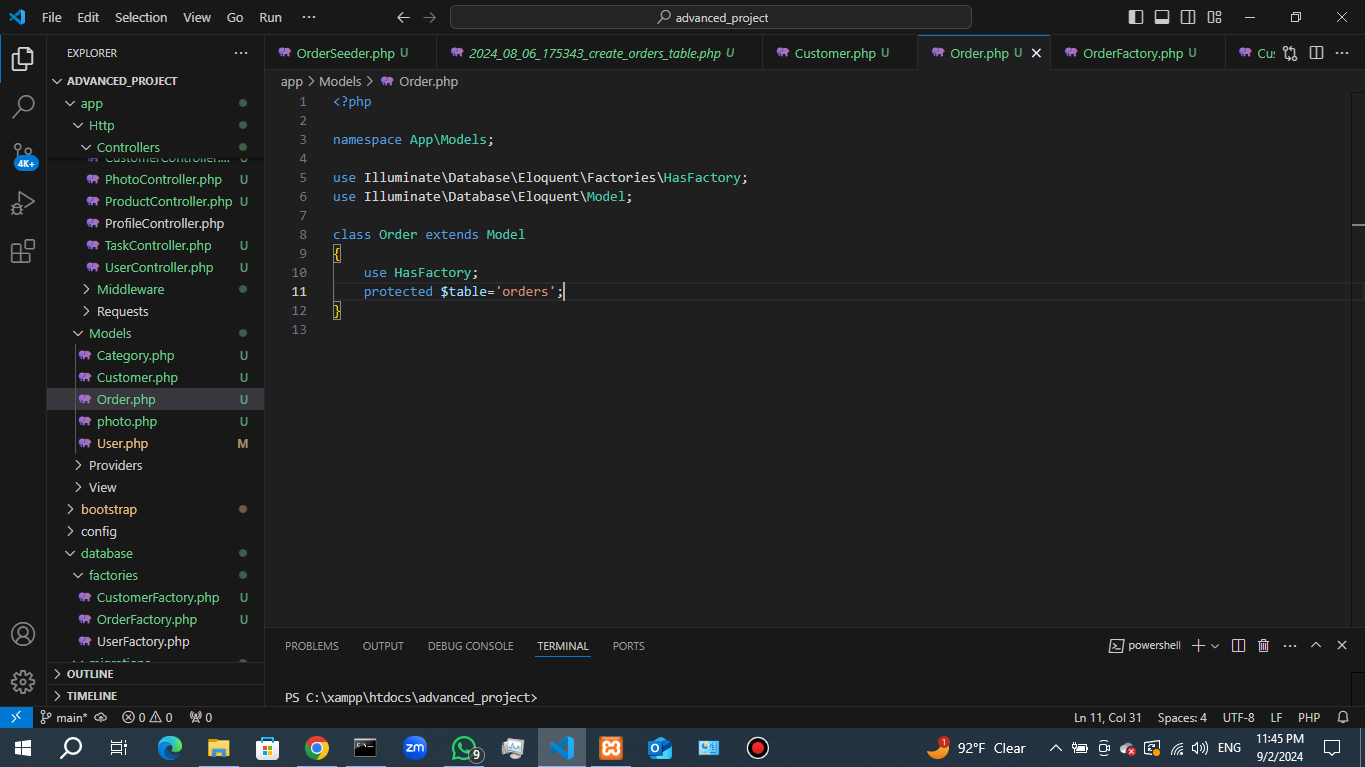 File Edit Selection View Go Run ··· advanced_project
EXPLORER ···
OrderSeeder.php U 2024_08_06_175343_create_orders_table.php U Customer.php U Order.php U OrderFactory.php U Cu
ADVANCED_PROJECT
app > Models > Order.php
app
Http
Controllers
CustomerController.... U
PhotoController.php U
ProductController.php U
ProfileController.php
TaskController.php U
UserController.php U
Middleware
Requests
Models
Category.php U
Customer.php U
Order.php U
photo.php U
User.php M
Providers
View
bootstrap
config
database
factories
CustomerFactory.php U
OrderFactory.php U
UserFactory.php
migrations
OUTLINE
TIMELINE
4K+
1 <?php
2
3 namespace App\Models;
4
5 use Illuminate\Database\Eloquent\Factories\HasFactory;
6 use Illuminate\Database\Eloquent\Model;
7
8 class Order extends Model
9 {
10 use HasFactory;
11 protected $table='orders';
12 }
13
PROBLEMS OUTPUT DEBUG CONSOLE TERMINAL PORTS powershell
PS C:\xampp\htdocs\advanced_project>
main* 0 0 0 Ln 11, Col 31 Spaces: 4 UTF-8 LF PHP
zm 9 1 92°F Clear ENG 11:45 PM
9/2/2024